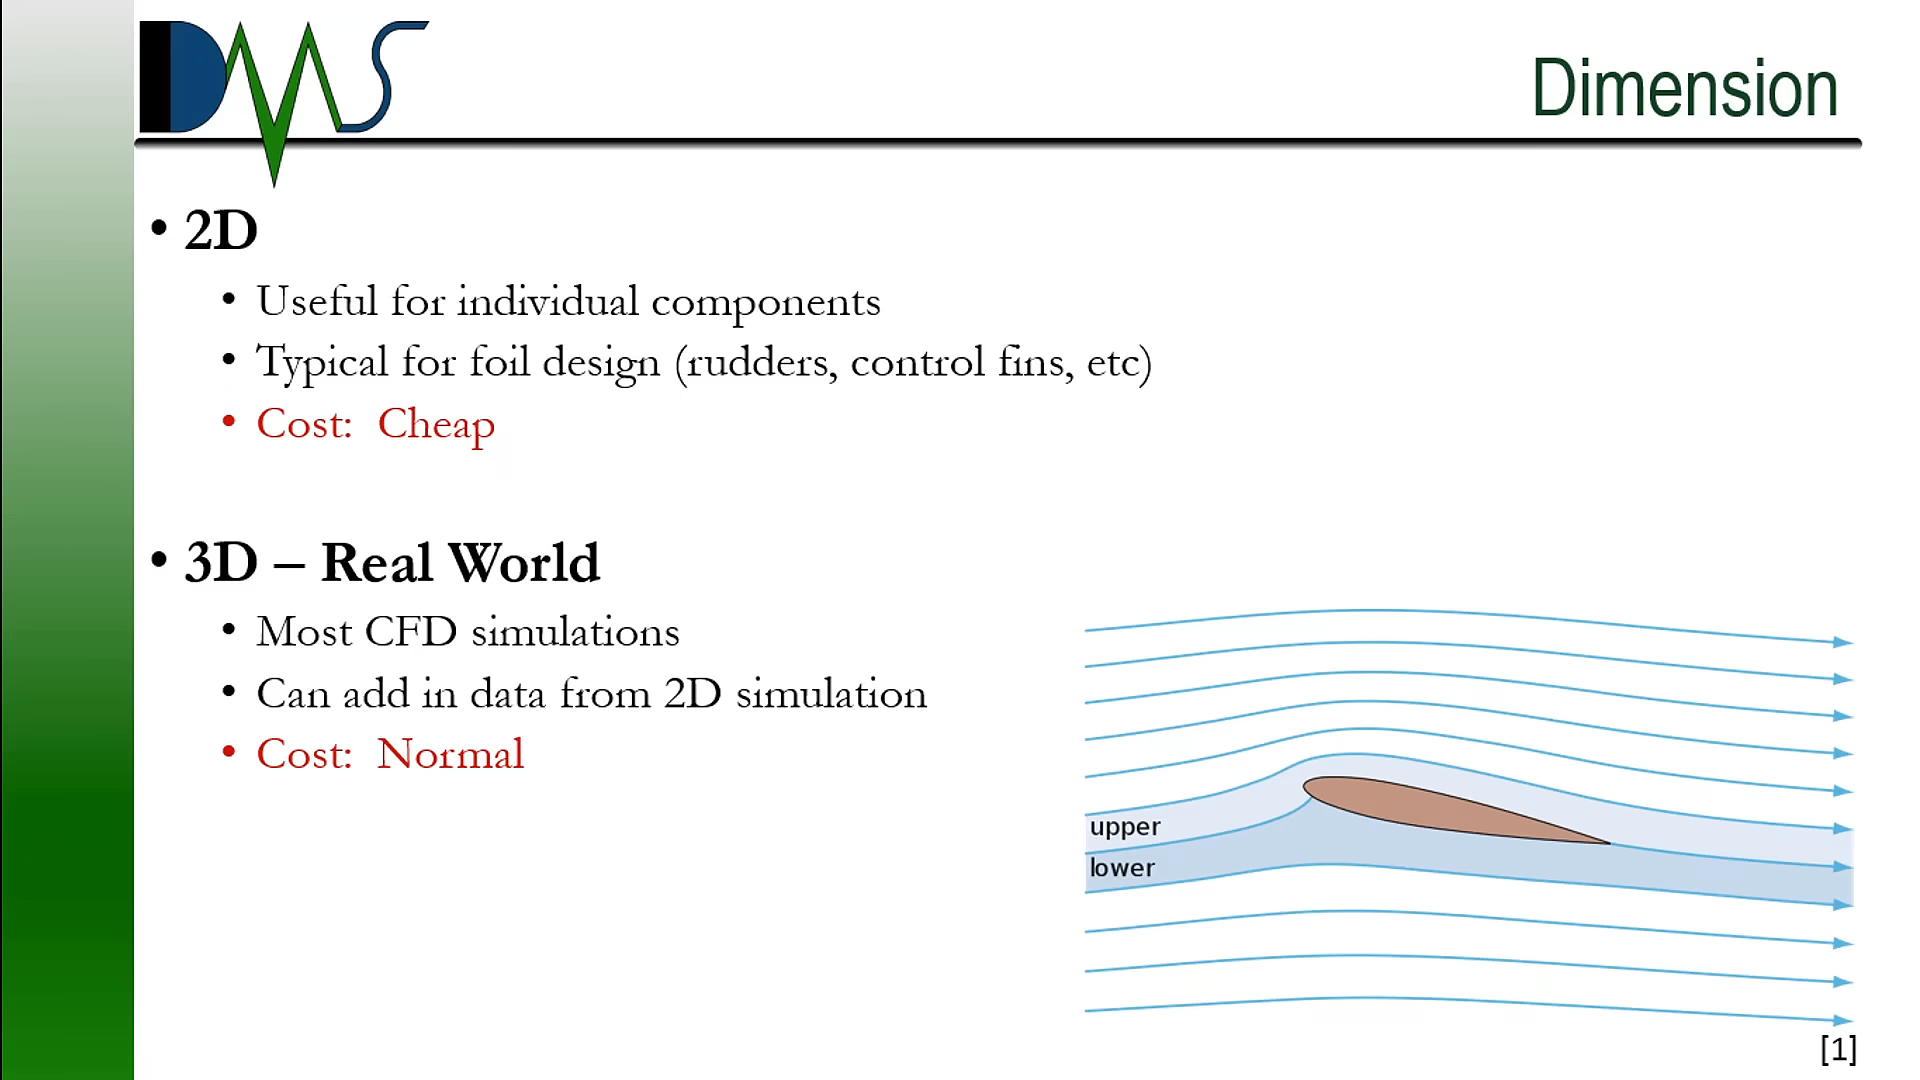 DMS
Dimension
• 2D
• Useful for individual components
• Typical for foil design (rudders, control fins, etc)
• Cost: Cheap
• 3D – Real World
• Most CFD simulations
• Can add in data from 2D simulation
• Cost: Normal
upper
lower
[1]